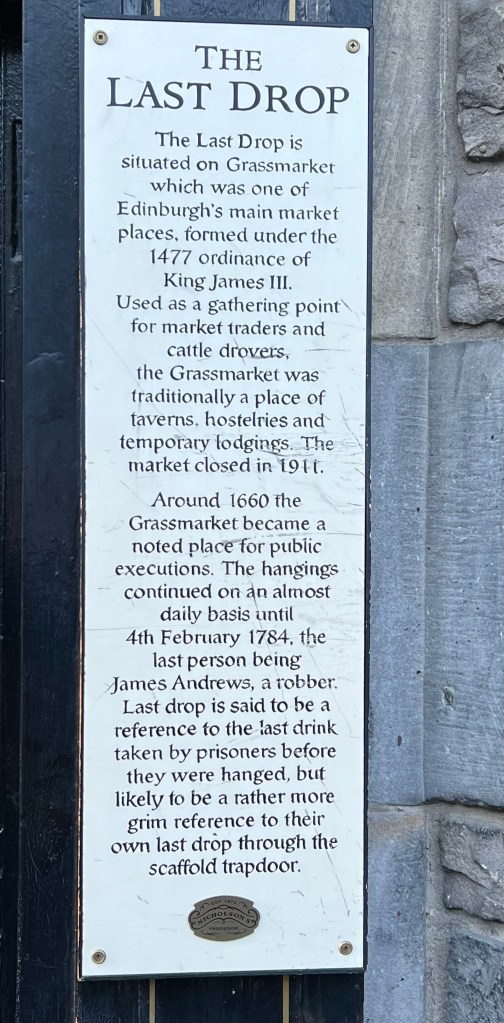 THE
LAST DROP
The Last Drop is
situated on Grassmarket
which was one of
Edinburgh's main market
places, formed under the
1477 ordinance of
King James III.
Used as a gathering point
for market traders and
cattle drovers,
the Grassmarket was
traditionally a place of
taverns, hostelries and
temporary lodgings. The
market closed in 1911.
Around 1660 the
Grassmarket became a
noted place for public
executions. The hangings
continued on an almost
daily basis until
4th February 1784, the
last person being
James Andrews, a robber.
Last drop is said to be a
reference to the last drink
taken by prisoners before
they were hanged, but
likely to be a rather more
grim reference to their
own last drop through the
scaffold trapdoor.
NICHOLSON'S